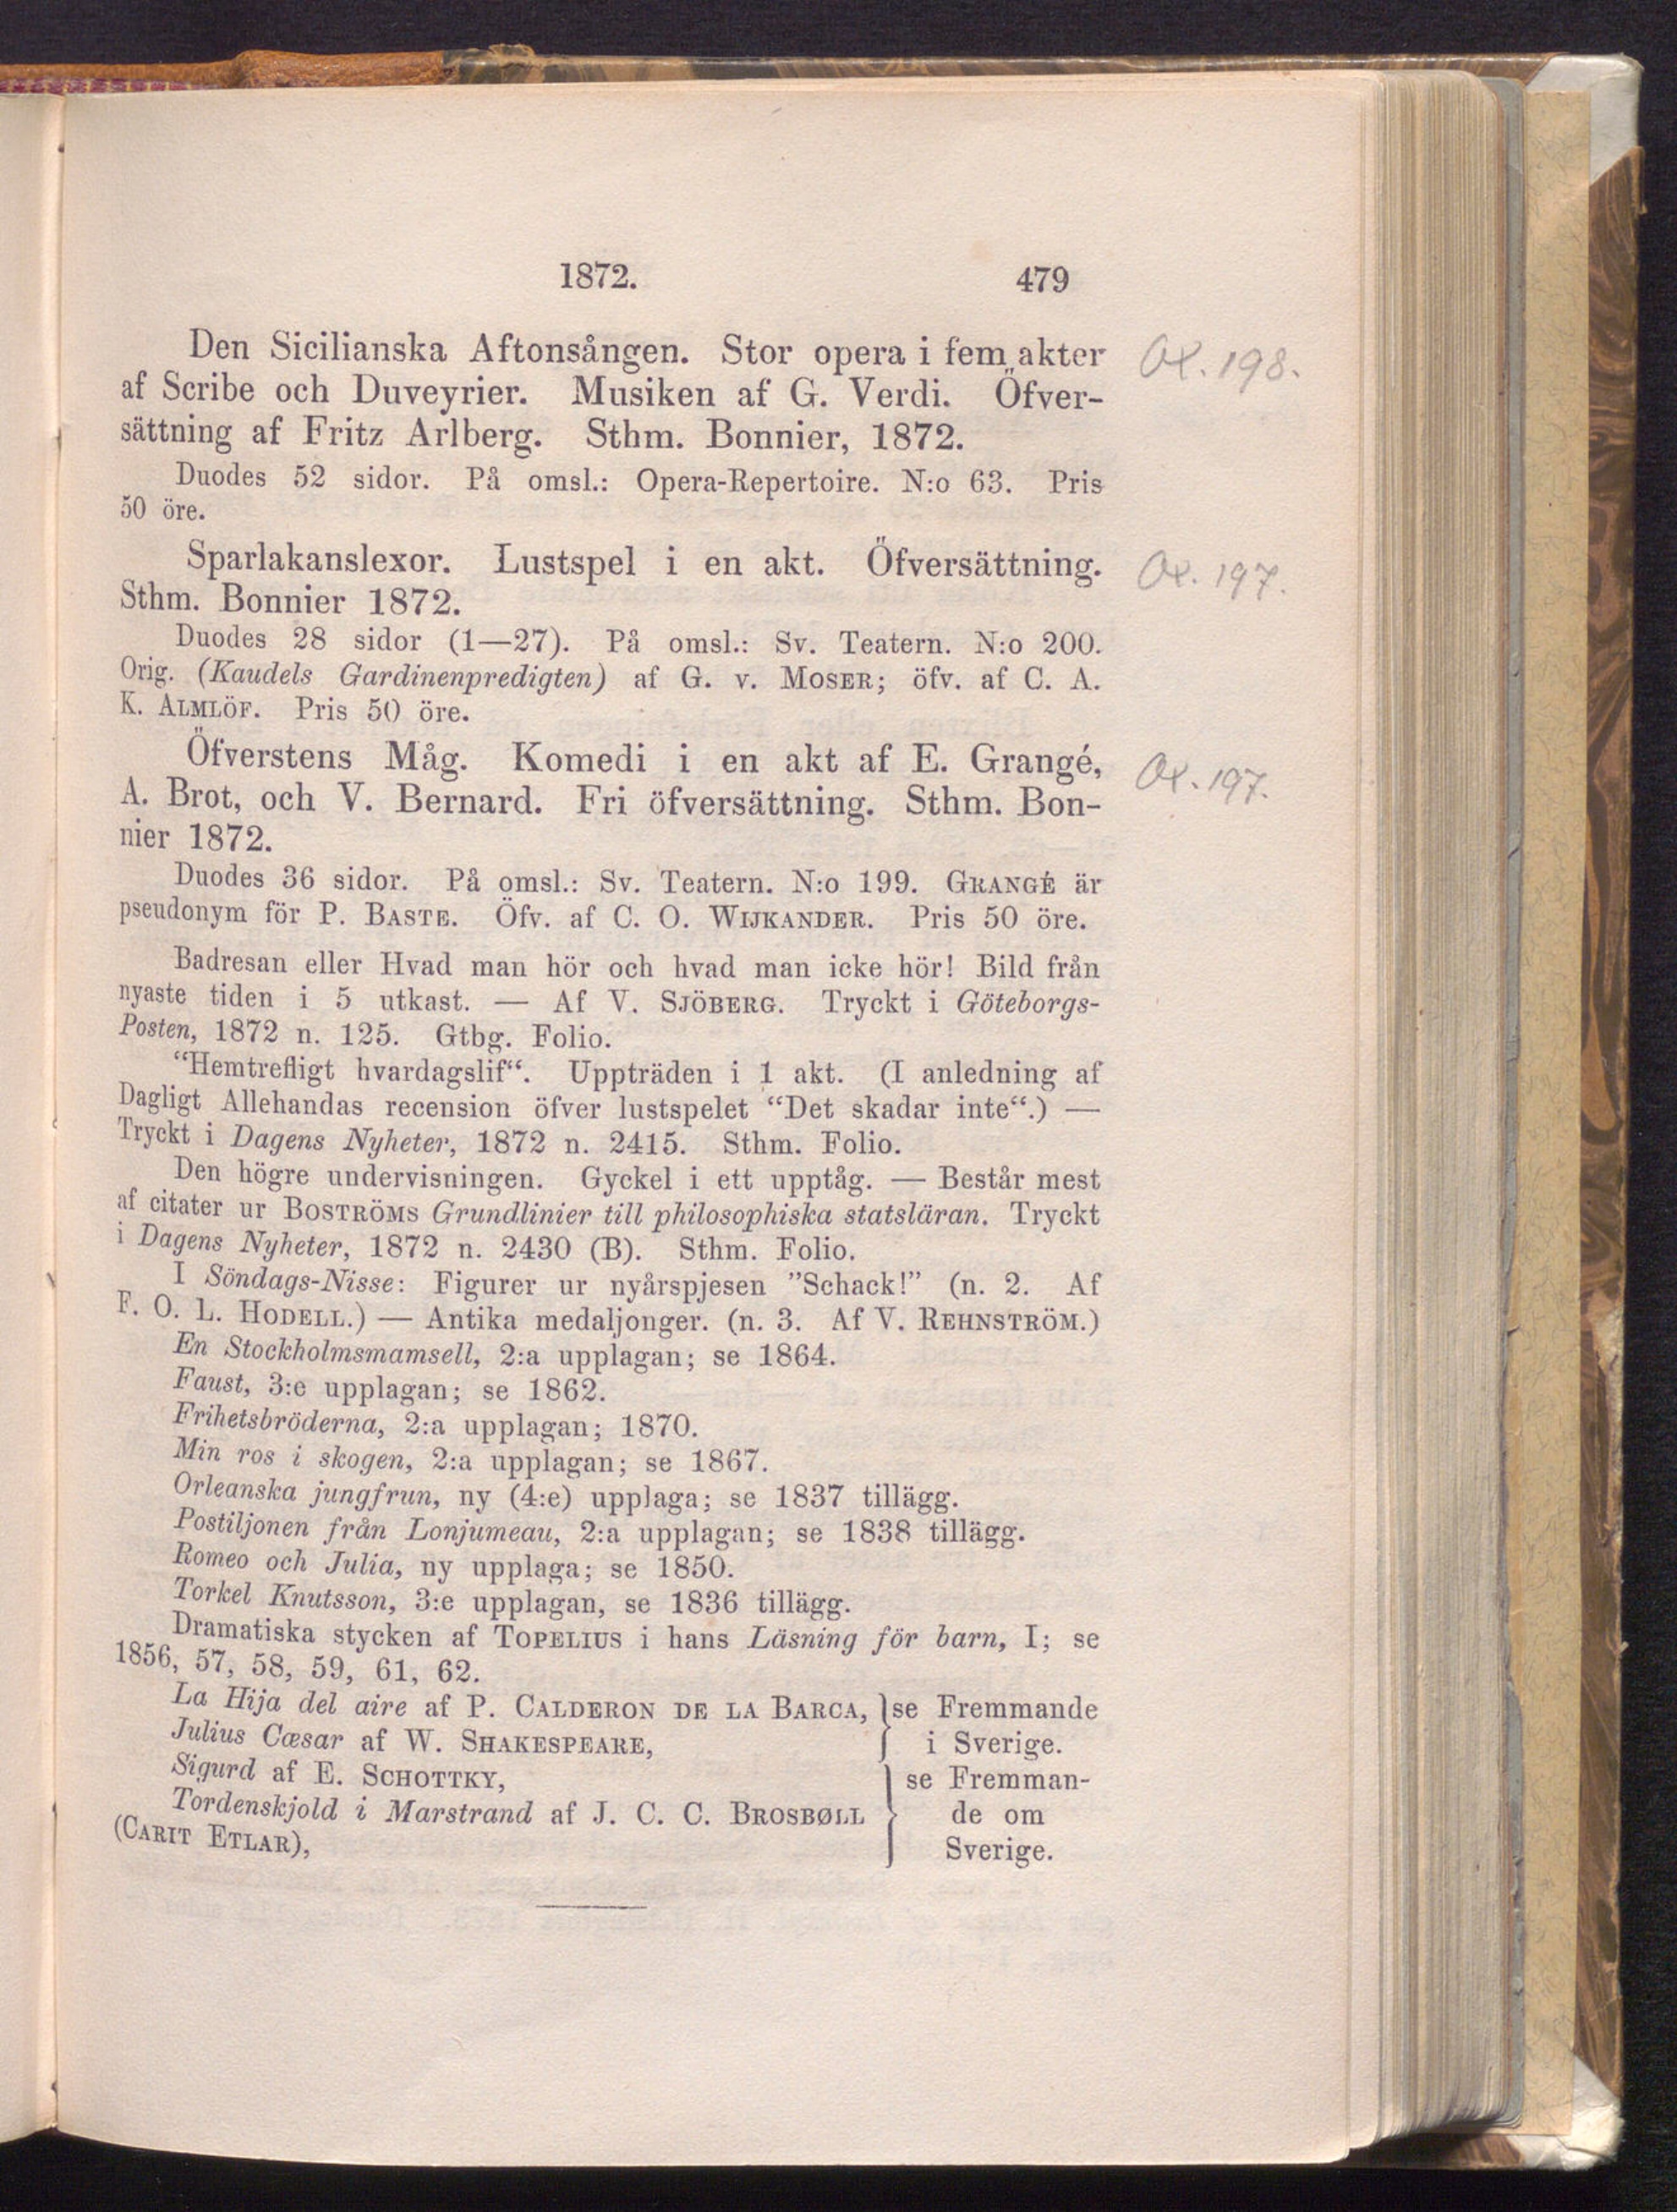 1872. 479
Den Sicilianska Aftonsången. Stor opera i fem akter
af Scribe och Duveyrier. Musiken af G. Verdi. Öfver-
sättning af Fritz Arlberg. Sthm. Bonnier, 1872.
Duodes 52 sidor. På omsl.: Opera-Repertoire. N:o 63. Pris
50 öre.
Sparlakanslexor. Lustspel i en akt. Öfversättning.
Sthm. Bonnier 1872.
Duodes 28 sidor (1—27). På omsl.: Sv. Teatern. N:o 200.
Orig. (Kaudels Gardinenpredigten) af G. v. MOSER; öfv. af C. A.
K. ALMLÖF. Pris 50 öre.
Öfverstens Måg. Komedi i en akt af E. Grangé,
A. Brot, och V. Bernard. Fri öfversättning. Sthm. Bon-
nier 1872.
Duodes 36 sidor. På omsl.: Sv. Teatern. N:o 199. GRANGÉ är
pseudonym för P. BASTE. Öfv. af C. O. WIJKANDER. Pris 50 öre.
Badresan eller Hvad man hör och hvad man icke hör! Bild från
nyaste tiden i 5 utkast. — Af V. SJÖBERG. Tryckt i Göteborgs-
Posten, 1872 n. 125. Gtbg. Folio.
“Hemtrefligt hvardagslif“. Uppträden i 1 akt. (I anledning af
Dagligt Allehandas recension öfver lustspelet “Det skadar inte“.) —
Tryckt i Dagens Nyheter, 1872 n. 2415. Sthm. Folio.
Den högre undervisningen. Gyckel i ett upptåg. — Består mest
af citater ur BOSTRÖMS Grundlinier till philosophiska statsläran. Tryckt
i Dagens Nyheter, 1872 n. 2430 (B). Sthm. Folio.
I Söndags-Nisse: Figurer ur nyårspjesen ”Schack!” (n. 2. Af
F. O. L. HODELL.) — Antika medaljonger. (n. 3. Af V. REHNSTRÖM.)
En Stockholmsmamsell, 2:a upplagan; se 1864.
Faust, 3:e upplagan; se 1862.
Frihetsbröderna, 2:a upplagan; 1870.
Min ros i skogen, 2:a upplagan; se 1867.
Orleanska jungfrun, ny (4:e) upplaga; se 1837 tillägg.
Postiljonen från Lonjumeau, 2:a upplagan; se 1838 tillägg.
Romeo och Julia, ny upplaga; se 1850.
Torkel Knutsson, 3:e upplagan, se 1836 tillägg.
Dramatiska stycken af TOPELIUS i hans Läsning för barn, I; se
1856, 57, 58, 59, 61, 62.
La Hija del aire af P. CALDERON DE LA BARCA, } se Fremmande
Julius Cæsar af W. SHAKESPEARE, i Sverige.
Sigurd af E. SCHOTTKY, } se Fremman-
Tordenskjold i Marstrand af J. C. C. BROSBØLL de om
(CARIT ETLAR), Sverige.
198.
197.
197.